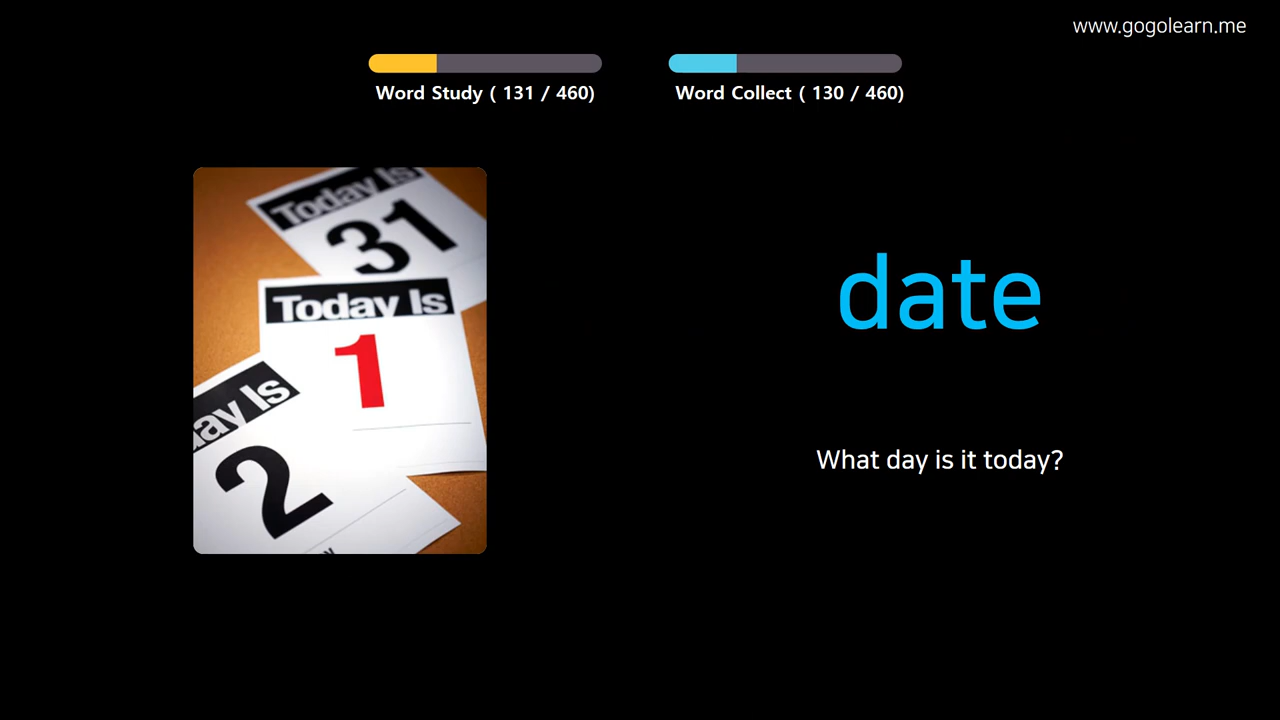 www.gogolearn.me
Word Study ( 131 / 460)
Word Collect ( 130 / 460)
Today Is
31
Today Is
1
ay Is
2
date
What day is it today?